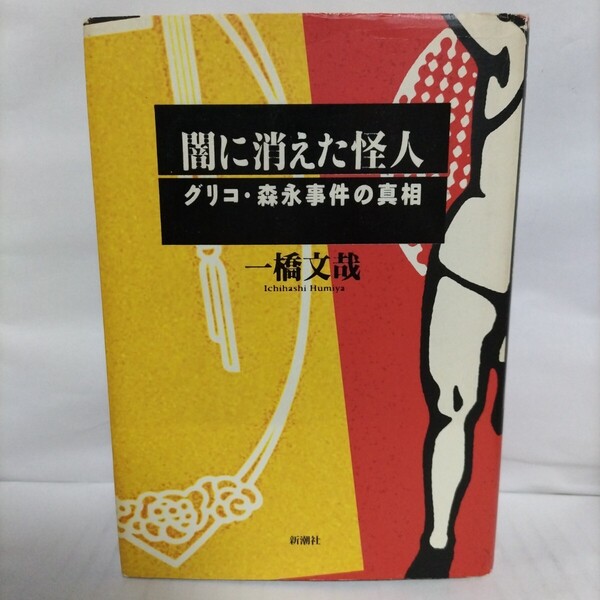 闇に消えた怪人
グリコ・森永事件の真相
一橋文哉
Ichihashi Humiya
新潮社